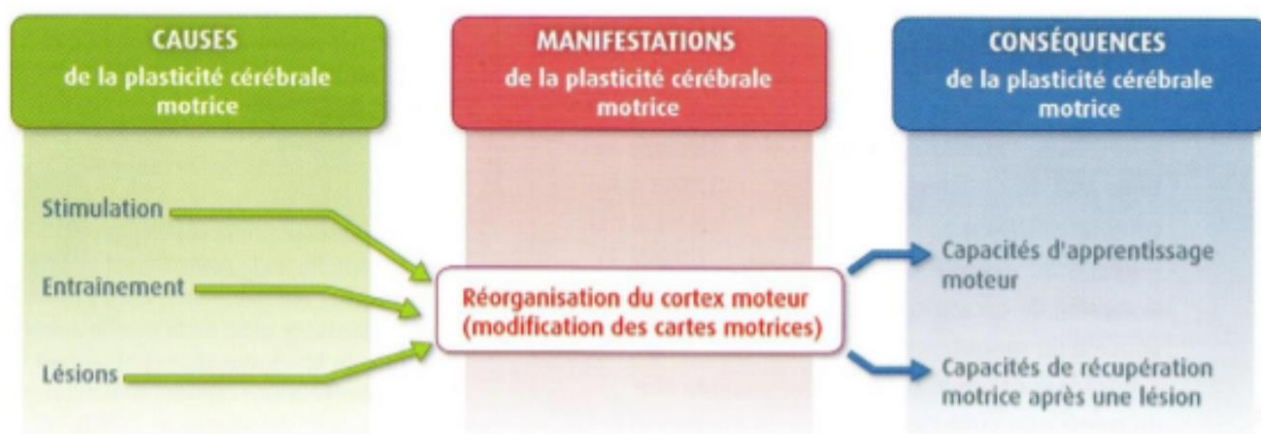 CAUSES
de la plasticité cérébrale
motrice
MANIFESTATIONS
de la plasticité cérébrale
motrice
CONSÉQUENCES
de la plasticité cérébrale
motrice
Stimulation
Entraînement
Lésions
Réorganisation du cortex moteur
(modification des cartes motrices)
Capacités d'apprentissage
moteur
Capacités de récupération
motrice après une lésion